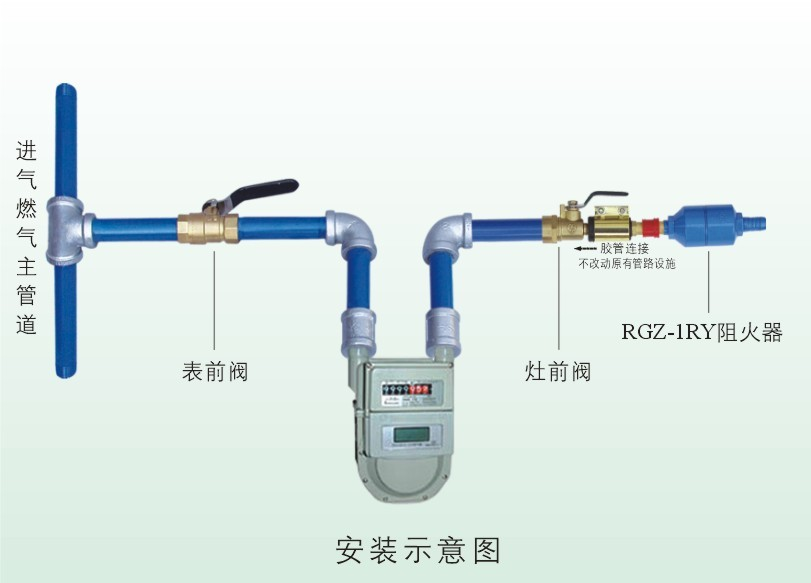 进气燃气主管道
胶管连接
不改动原有管路设施
RGZ-1RY阻火器
表前阀
灶前阀
安装示意图